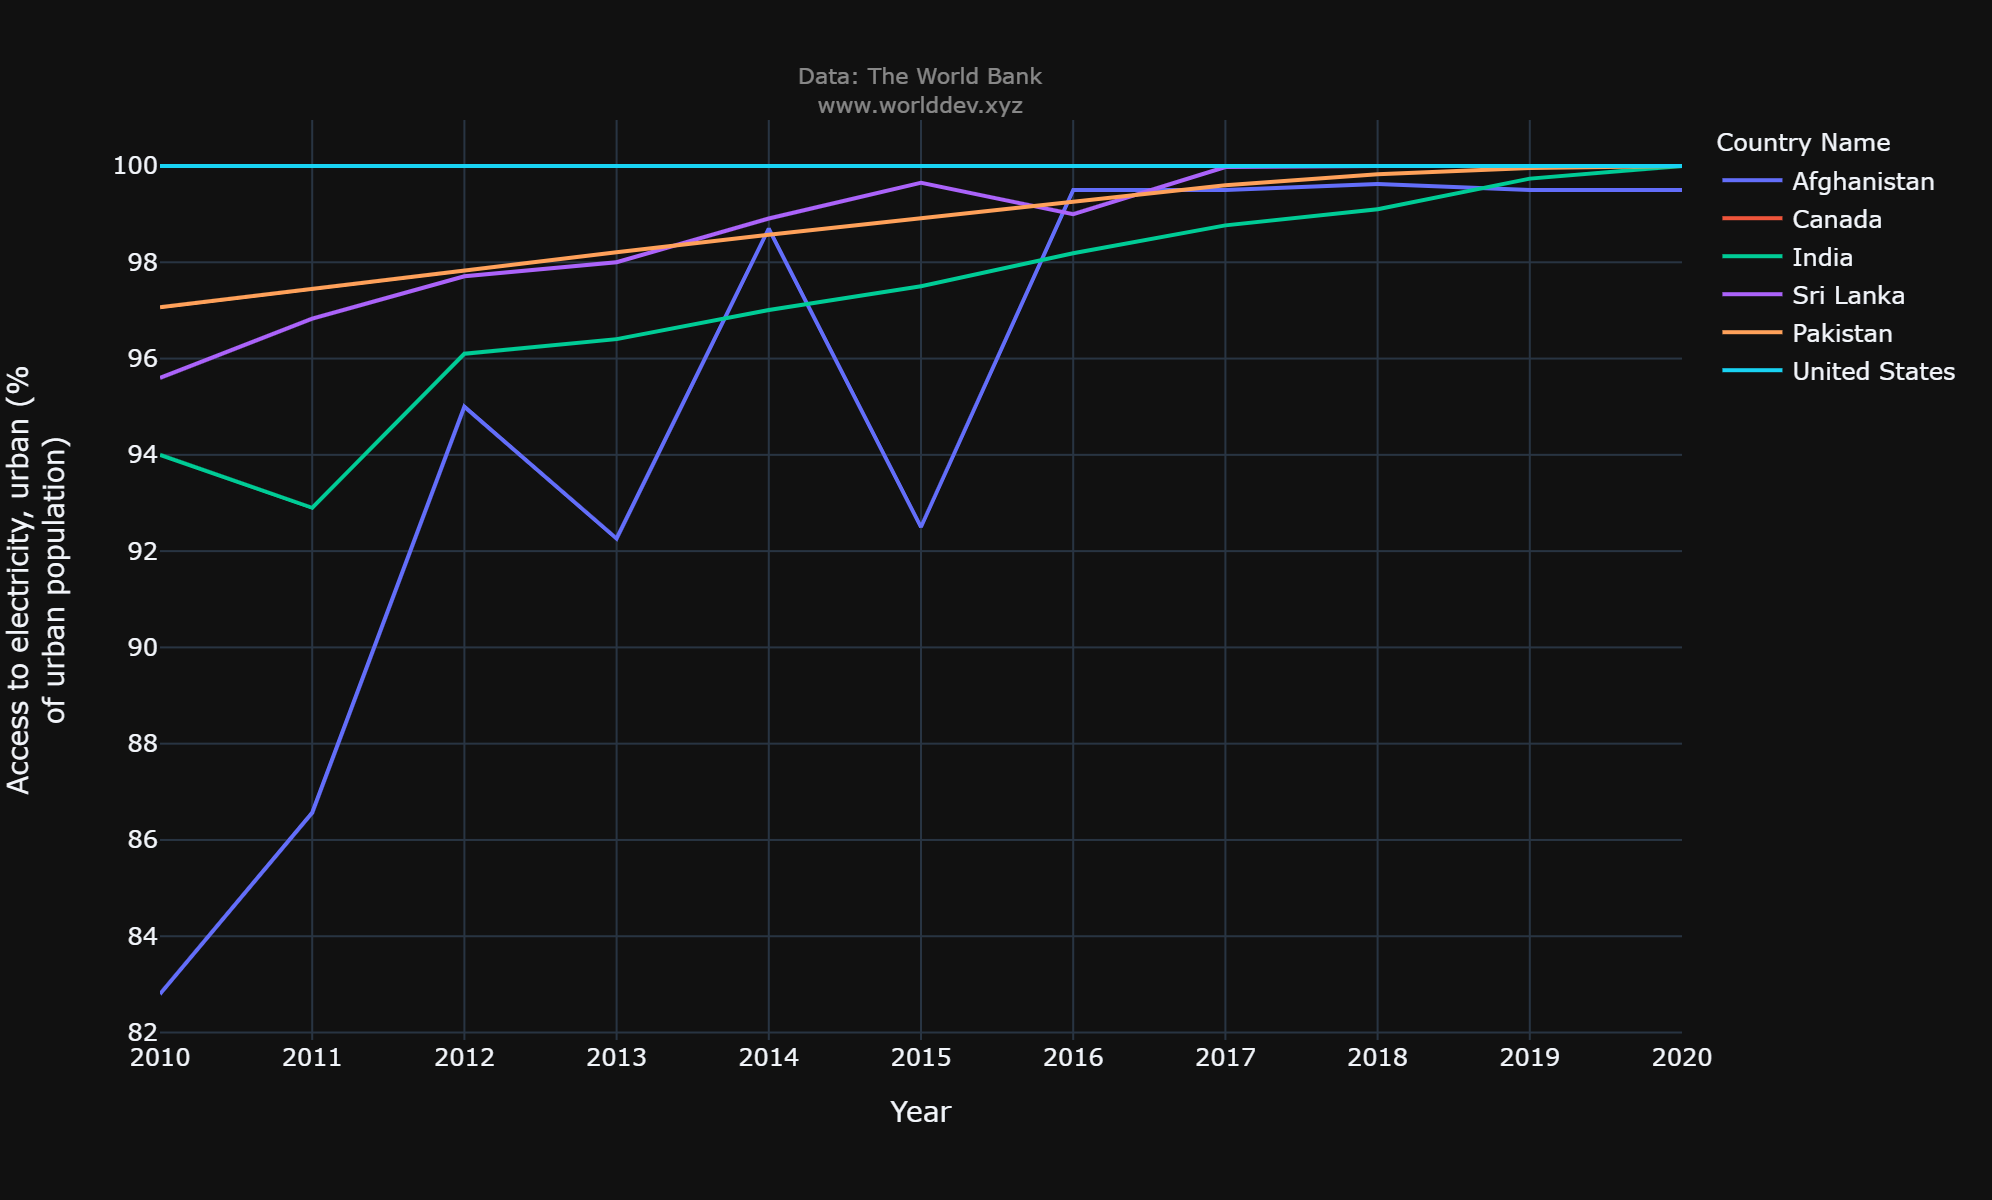 Data: The World Bank
www.worlddev.xyz
Access to electricity, urban (%
of urban population)
100
98
96
94
92
90
88
86
84
82
2010 2011 2012 2013 2014 2015 2016 2017 2018 2019 2020
Year
Country Name
Afghanistan
Canada
India
Sri Lanka
Pakistan
United States